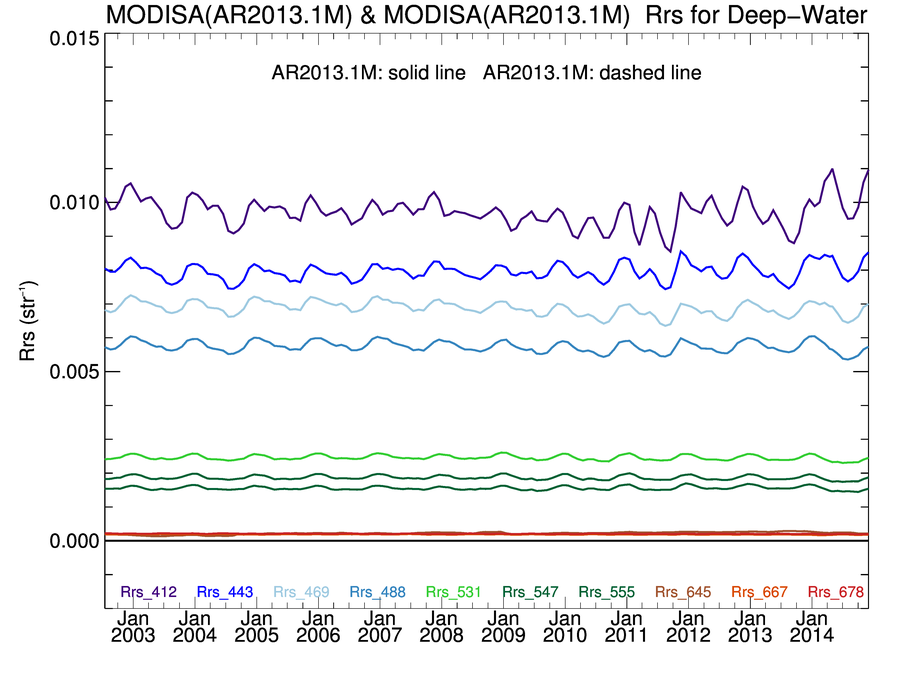 MODISA(AR2013.1M) & MODISA(AR2013.1M)  Rrs for Deep−Water
AR2013.1M: solid line   AR2013.1M: dashed line
0.015
0.010
0.005
0.000
Rrs (str⁻¹)
Rrs_412 Rrs_443 Rrs_469 Rrs_488 Rrs_531 Rrs_547 Rrs_555 Rrs_645 Rrs_667 Rrs_678
Jan Jan Jan Jan Jan Jan Jan Jan Jan Jan Jan Jan
2003 2004 2005 2006 2007 2008 2009 2010 2011 2012 2013 2014